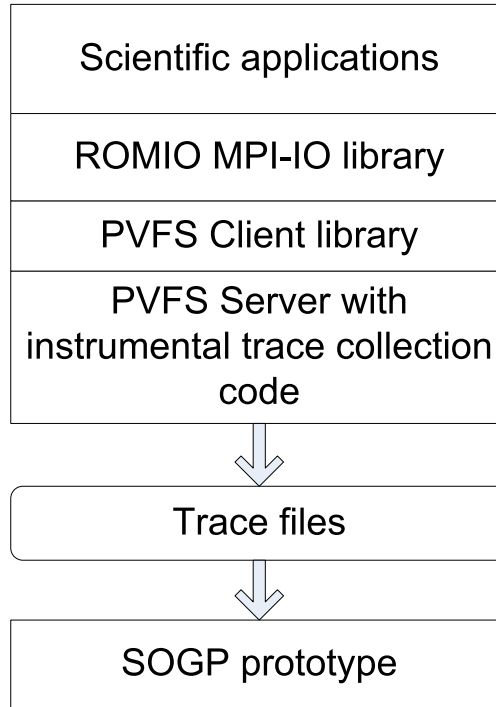 Scientific applications
ROMIO MPI-IO library
PVFS Client library
PVFS Server with
instrumental trace collection
code
Trace files
SOGP prototype